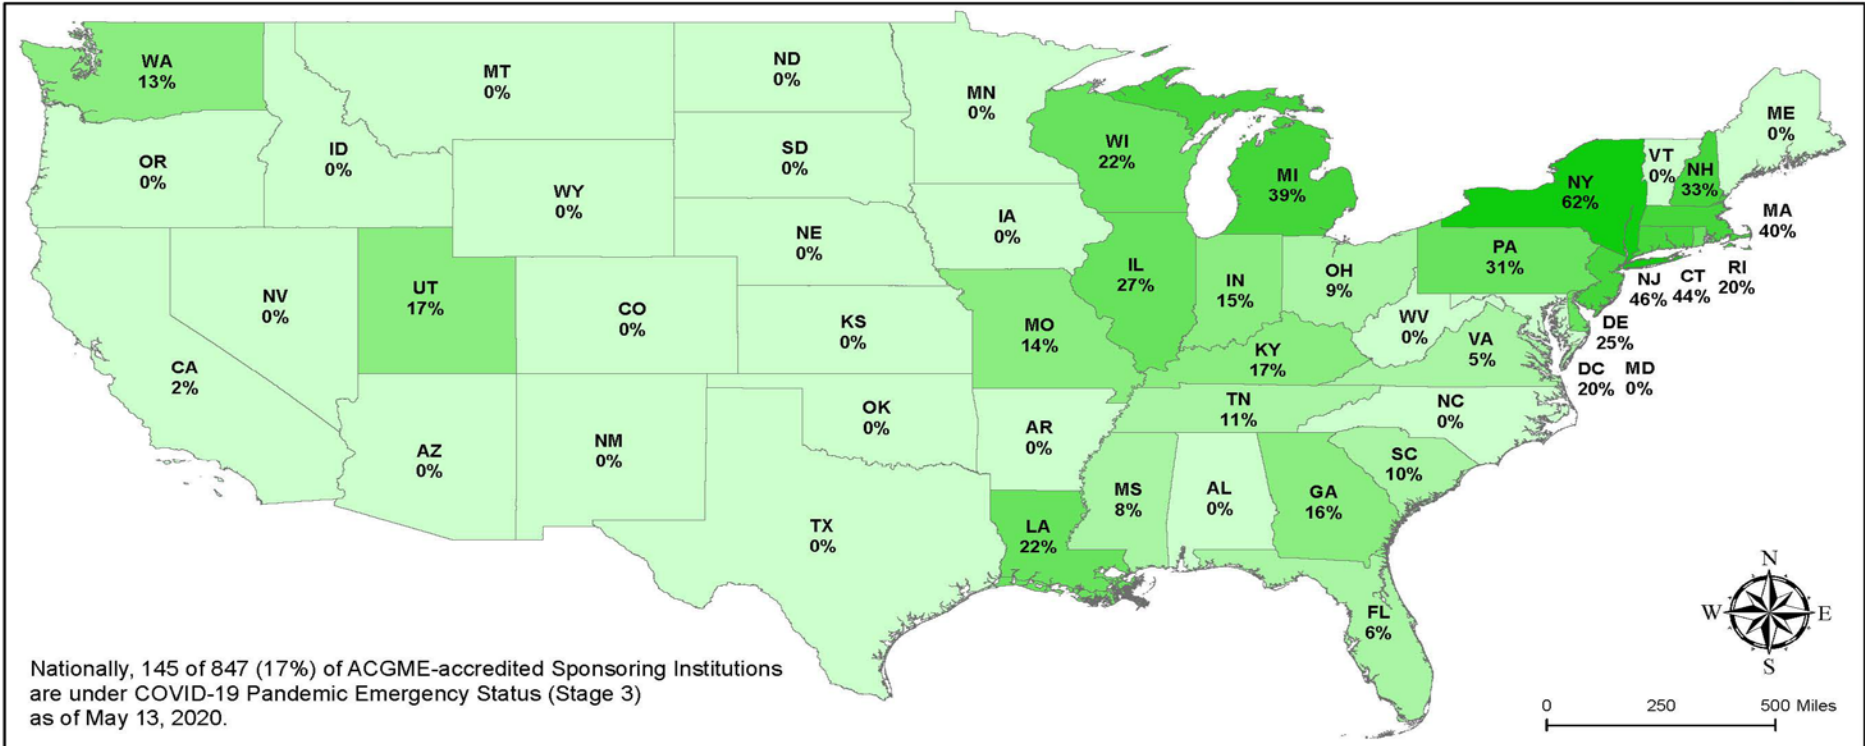 WA
13%
MT
0%
ND
0%
MN
0%
ME
0%
OR
0%
ID
0%
SD
0%
WI
22%
VT
0%
NH
33%
WY
0%
MI
39%
NY
62%
MA
40%
IA
0%
NE
0%
PA
31%
NV
0%
UT
17%
CO
0%
IL
27%
IN
15%
OH
9%
NJ
46%
CT
44%
RI
20%
KS
0%
MO
14%
WV
0%
VA
5%
DE
25%
CA
2%
KY
17%
DC
20%
MD
0%
OK
0%
TN
11%
NC
0%
AZ
0%
NM
0%
AR
0%
SC
10%
MS
8%
AL
0%
GA
16%
TX
0%
LA
22%
FL
6%
N
W
E
S
Nationally, 145 of 847 (17%) of ACGME-accredited Sponsoring Institutions
are under COVID-19 Pandemic Emergency Status (Stage 3)
as of May 13, 2020.
0 250 500 Miles